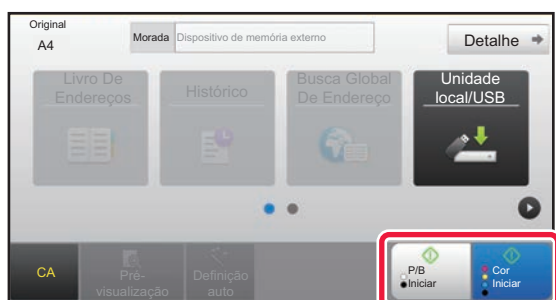 Original
A4
Morada Dispositivo de memória externo
Detalhe
Livro De
Endereços
Histórico
Busca Global
De Endereço
Unidade
local/USB
CA
Pré-
visualização
Definição
auto
P/B
Iniciar
Cor
Iniciar